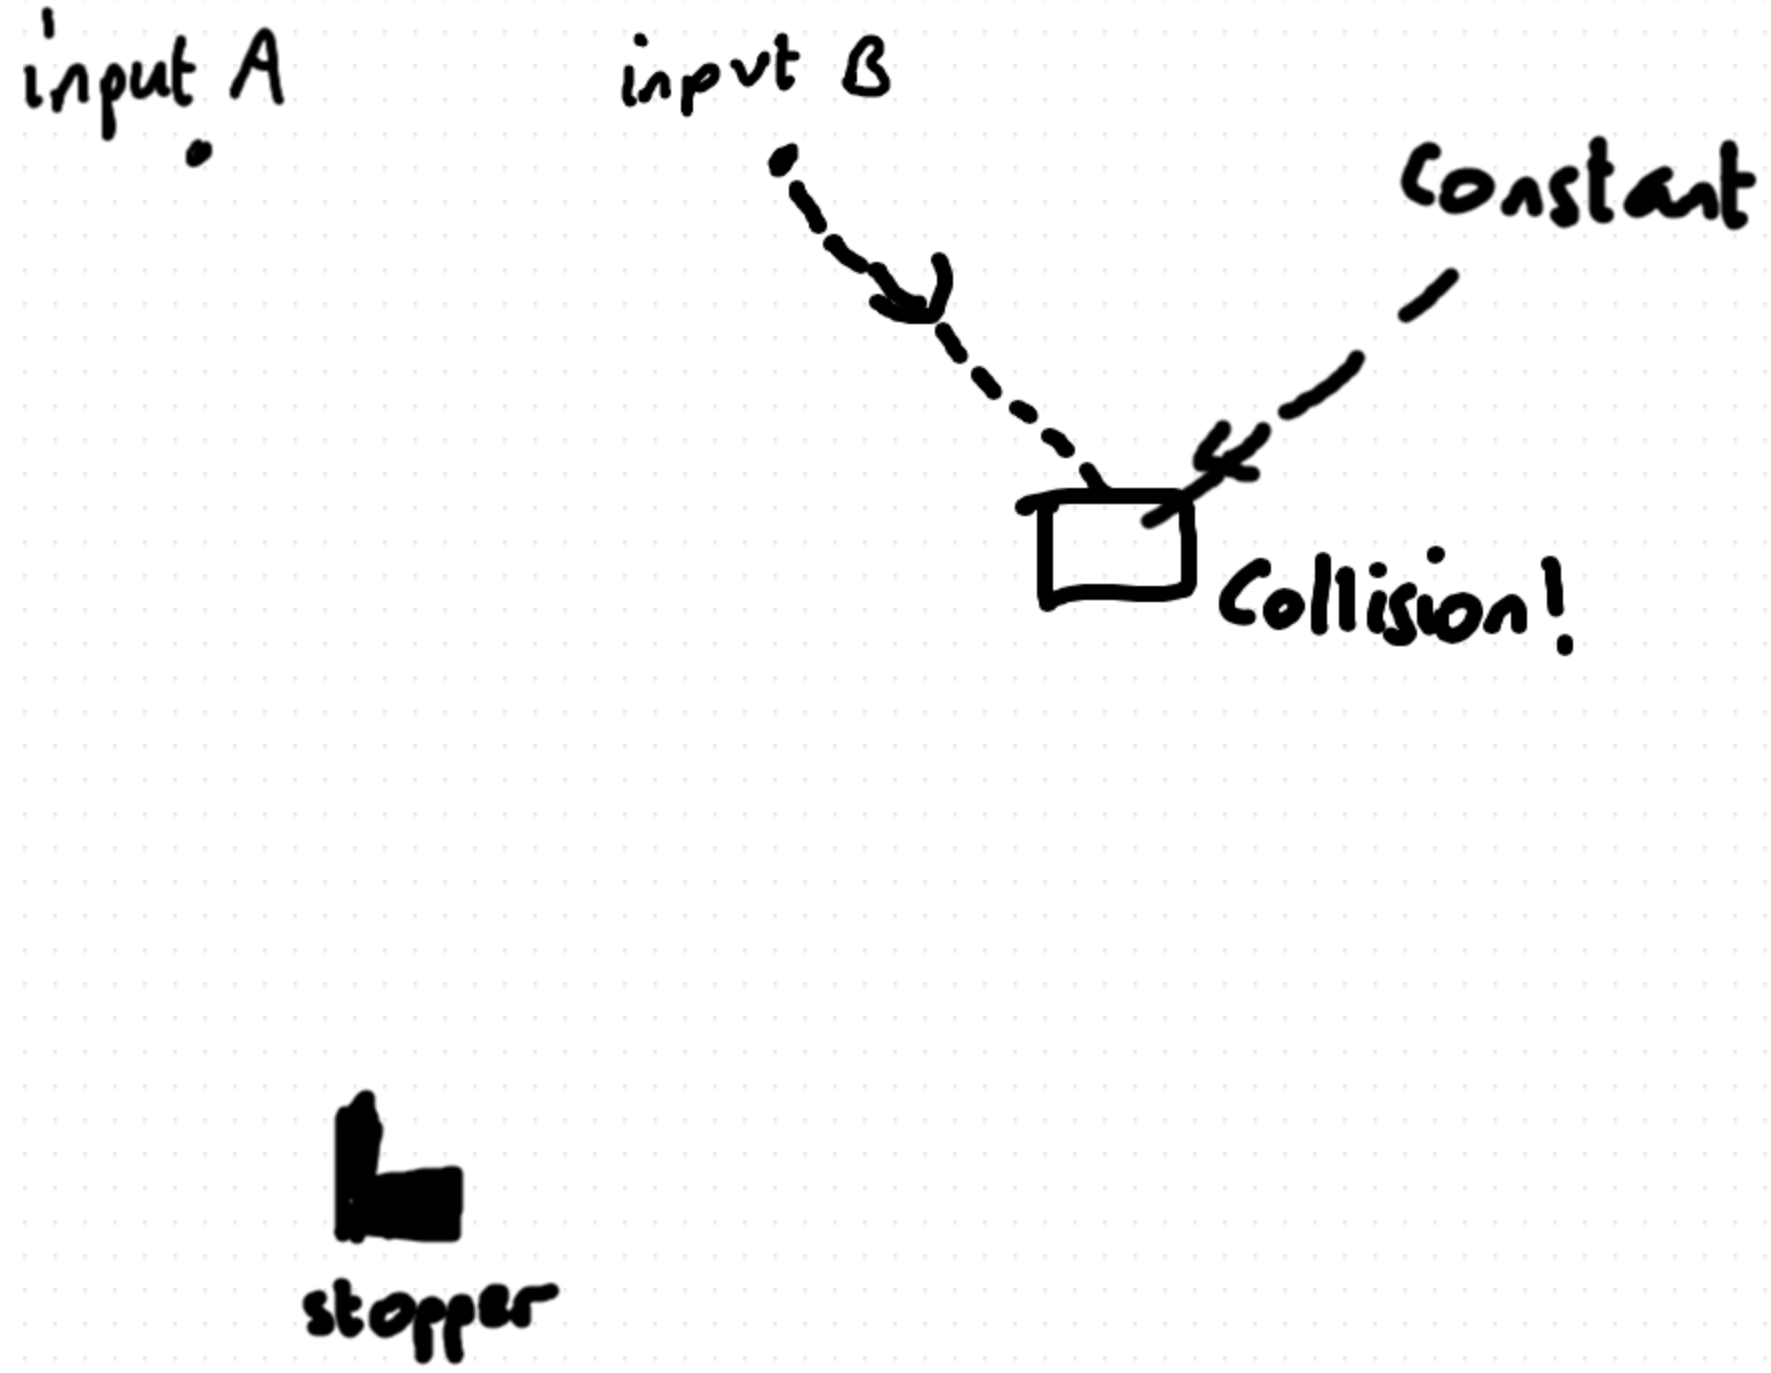 input A
input B
Constant
Collision!
stopper